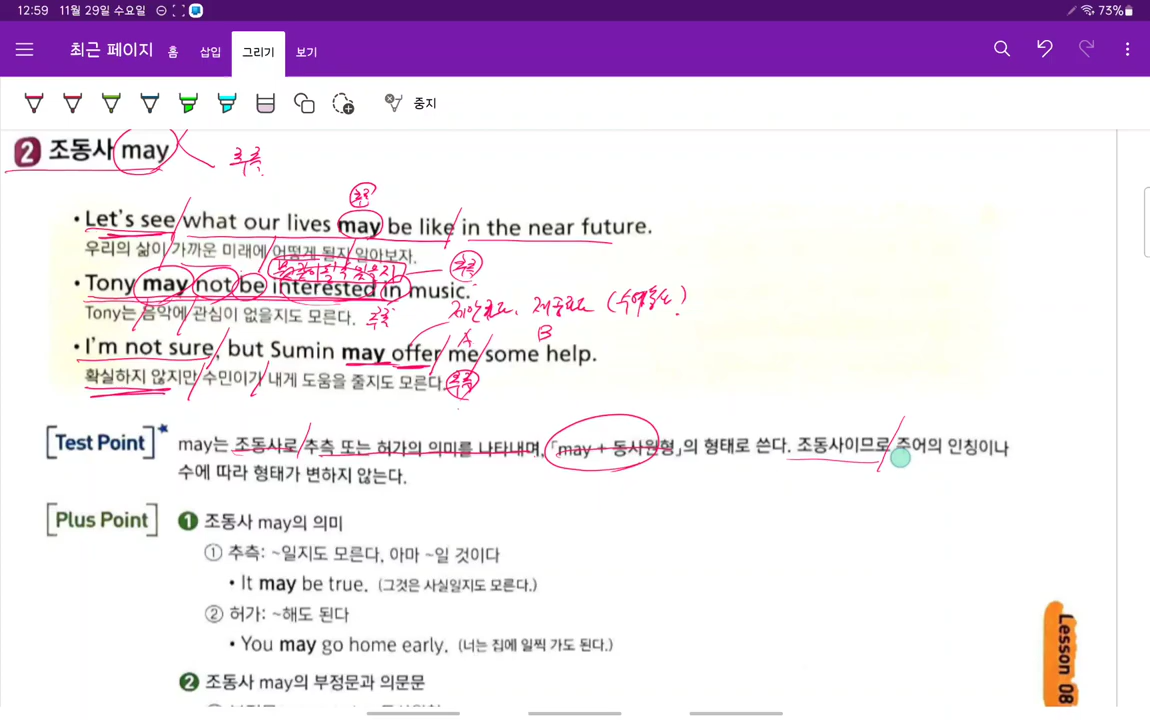 12:59 11월 29일 수요일 73%
최근 페이지 홈 삽입 그리기 보기
중지
2 조동사 may
추측
추측
• Let's see what our lives may be like in the near future.
우리의 삶이 가까운 미래에 어떻게 될지 알아보자.
추측
• Tony may not be interested in music.
Tony는 음악에 관심이 없을지도 모른다. 추측
제안하다, 제공하다 (수여동사)
A B
• I'm not sure, but Sumin may offer me some help.
확실하지 않지만 수민이가 내게 도움을 줄지도 모른다. 추측
[Test Point]★ may는 조동사로 추측 또는 허가의 의미를 나타내며, 「may + 동사원형」의 형태로 쓴다. 조동사이므로 주어의 인칭이나
수에 따라 형태가 변하지 않는다.
[Plus Point] ❶ 조동사 may의 의미
① 추측: ~일지도 모른다, 아마 ~일 것이다
• It may be true. (그것은 사실일지도 모른다.)
② 허가: ~해도 된다
• You may go home early. (너는 집에 일찍 가도 된다.)
❷ 조동사 may의 부정문과 의문문
Lesson 08